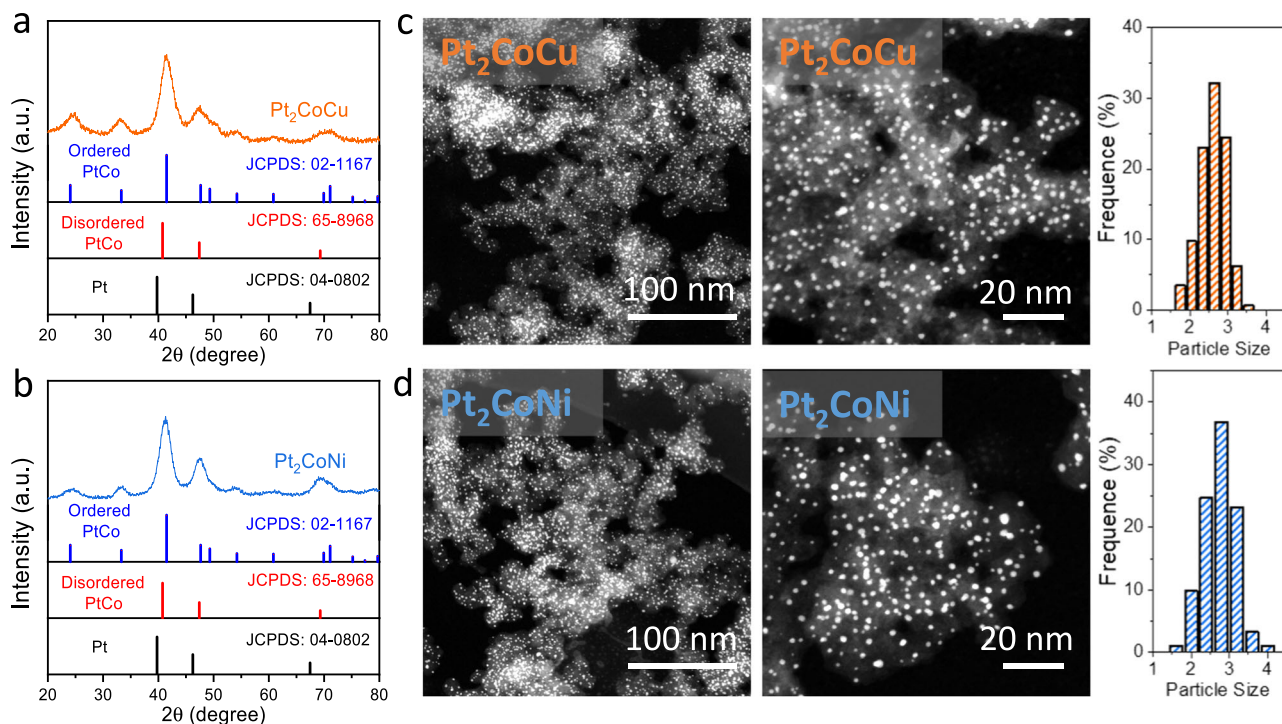 a
Intensity (a.u.)
Pt₂CoCu
Ordered
PtCo
JCPDS: 02-1167
Disordered
PtCo
JCPDS: 65-8968
Pt
JCPDS: 04-0802
20 30 40 50 60 70 80
2θ (degree)
c
Pt₂CoCu
100 nm
Pt₂CoCu
20 nm
Frequence (%)
40
30
20
10
0
1 2 3 4
Particle Size
b
Intensity (a.u.)
Pt₂CoNi
Ordered
PtCo
JCPDS: 02-1167
Disordered
PtCo
JCPDS: 65-8968
Pt
JCPDS: 04-0802
20 30 40 50 60 70 80
2θ (degree)
d
Pt₂CoNi
100 nm
Pt₂CoNi
20 nm
Frequency (%)
40
30
20
10
0
1 2 3 4
Particle Size